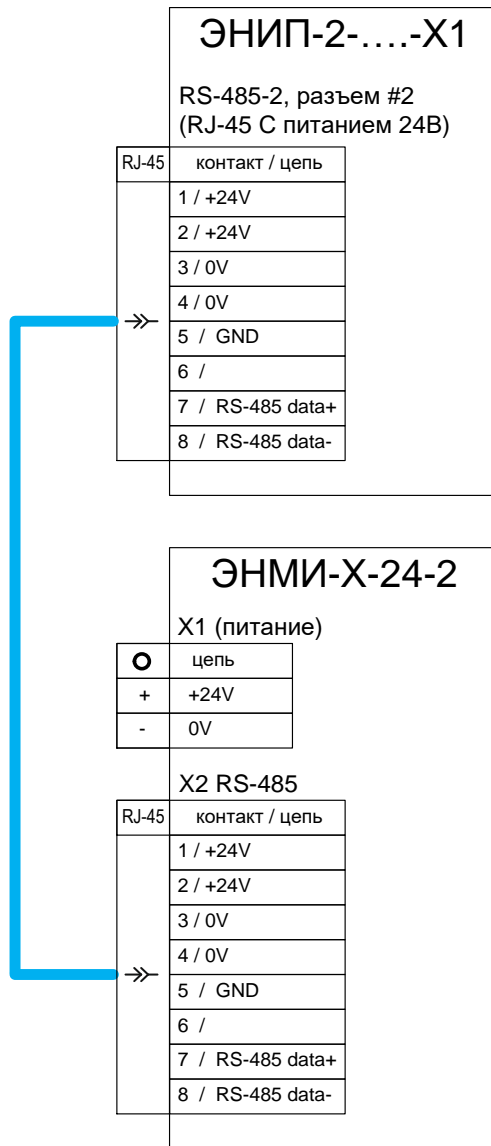 ЭНИП-2-….-X1
RS-485-2, разъем #2
(RJ-45 С питанием 24В)
RJ-45 контакт / цепь
1 / +24V
2 / +24V
3 / 0V
4 / 0V
5 / GND
6 /
7 / RS-485 data+
8 / RS-485 data-
ЭНМИ-X-24-2
X1 (питание)
цепь
+ +24V
- 0V
X2 RS-485
RJ-45 контакт / цепь
1 / +24V
2 / +24V
3 / 0V
4 / 0V
5 / GND
6 /
7 / RS-485 data+
8 / RS-485 data-